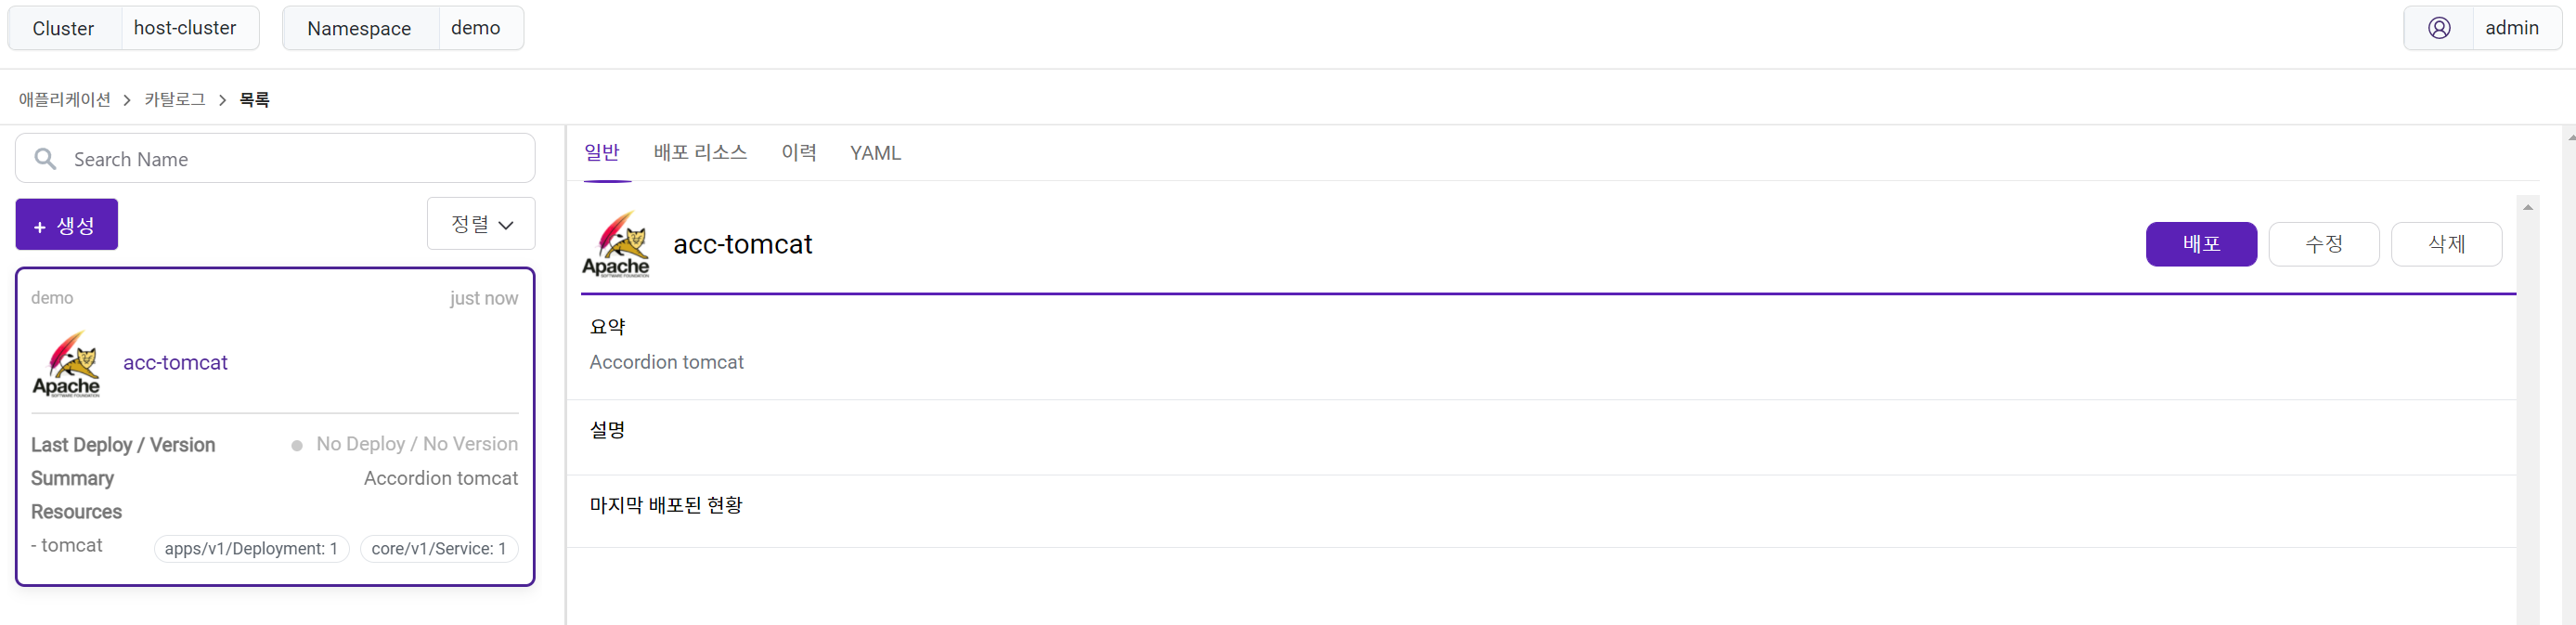 Cluster host-cluster Namespace demo admin
애플리케이션 > 카탈로그 > 목록
Search Name
+ 생성 정렬
demo just now
Apache
SOFTWARE FOUNDATION
acc-tomcat
Last Deploy / Version No Deploy / No Version
Summary Accordion tomcat
Resources
- tomcat apps/v1/Deployment: 1 core/v1/Service: 1
일반 배포 리소스 이력 YAML
Apache
SOFTWARE FOUNDATION
acc-tomcat 배포 수정 삭제
요약
Accordion tomcat
설명
마지막 배포된 현황